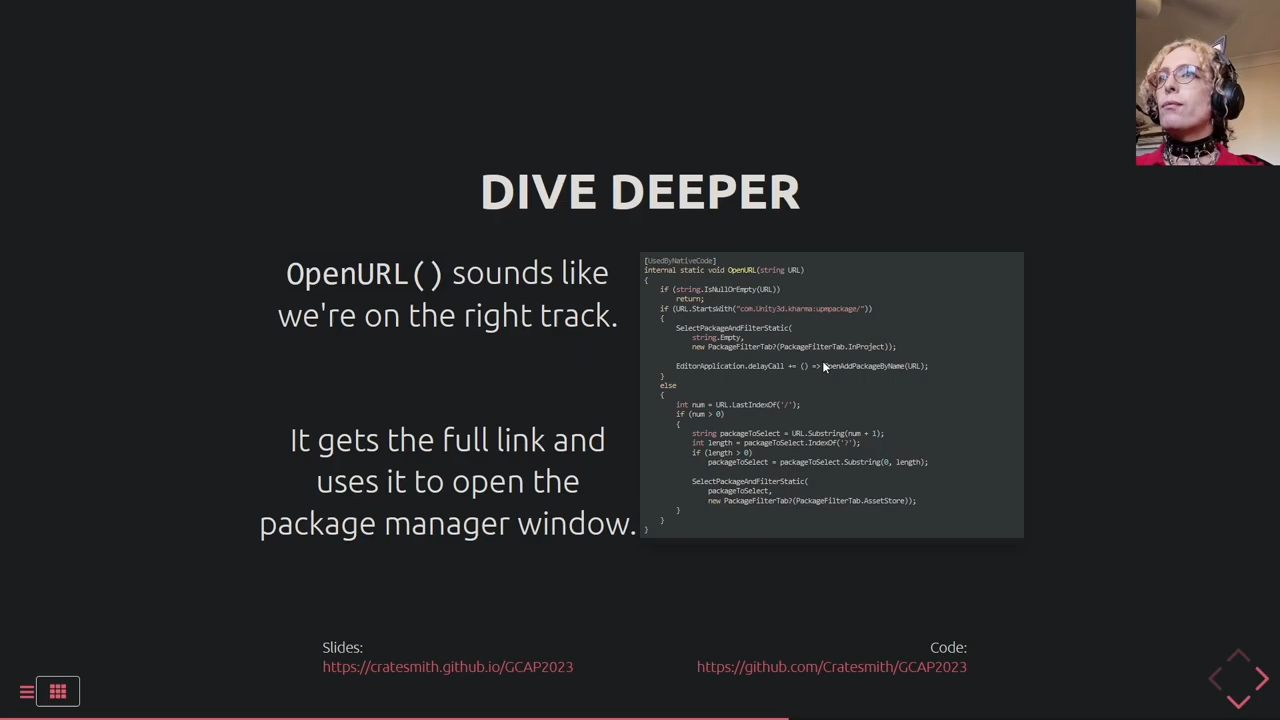 DIVE DEEPER
OpenURL() sounds like
we're on the right track.
It gets the full link and
uses it to open the
package manager window.
[UsedByNativeCode]
internal static void OpenURL(string URL)
{
if (string.IsNullOrEmpty(URL))
return;
if (URL.StartsWith("com.Unity3d.kharma:upmpackage/"))
{
SelectPackageAndFilterStatic(
string.Empty,
new PackageFilterTab?(PackageFilterTab.InProject));
EditorApplication.delayCall += () => OpenAddPackageByName(URL);
}
else
{
int num = URL.LastIndexOf('/');
if (num > 0)
{
string packageToSelect = URL.Substring(num + 1);
int length = packageToSelect.IndexOf('?');
if (length > 0)
packageToSelect = packageToSelect.Substring(0, length);
SelectPackageAndFilterStatic(
packageToSelect,
new PackageFilterTab?(PackageFilterTab.AssetStore));
}
}
}
Slides:
https://cratesmith.github.io/GCAP2023
Code:
https://github.com/Cratesmith/GCAP2023